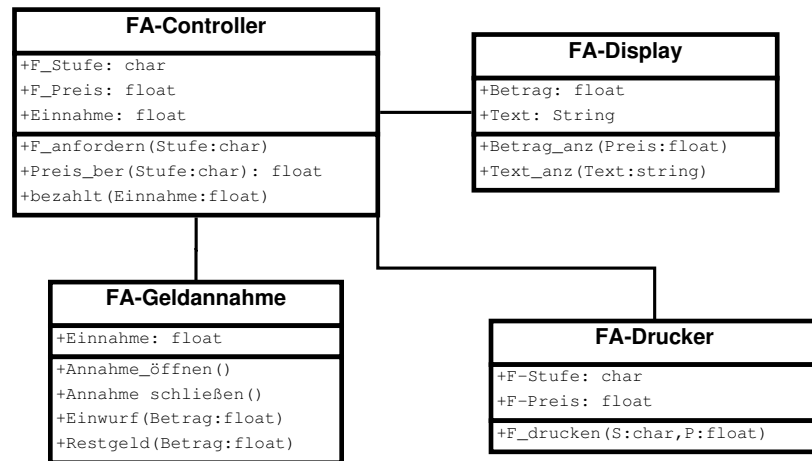 FA-Controller
+F_Stufe: char
+F_Preis: float
+Einnahme: float
+F_anfordern(Stufe:char)
+Preis_ber(Stufe:char): float
+bezahlt(Einnahme:float)
FA-Display
+Betrag: float
+Text: String
+Betrag_anz(Preis:float)
+Text_anz(Text:string)
FA-Geldannahme
+Einnahme: float
+Annahme_öffnen()
+Annahme schließen()
+Einwurf(Betrag:float)
+Restgeld(Betrag:float)
FA-Drucker
+F-Stufe: char
+F-Preis: float
+F_drucken(S:char,P:float)